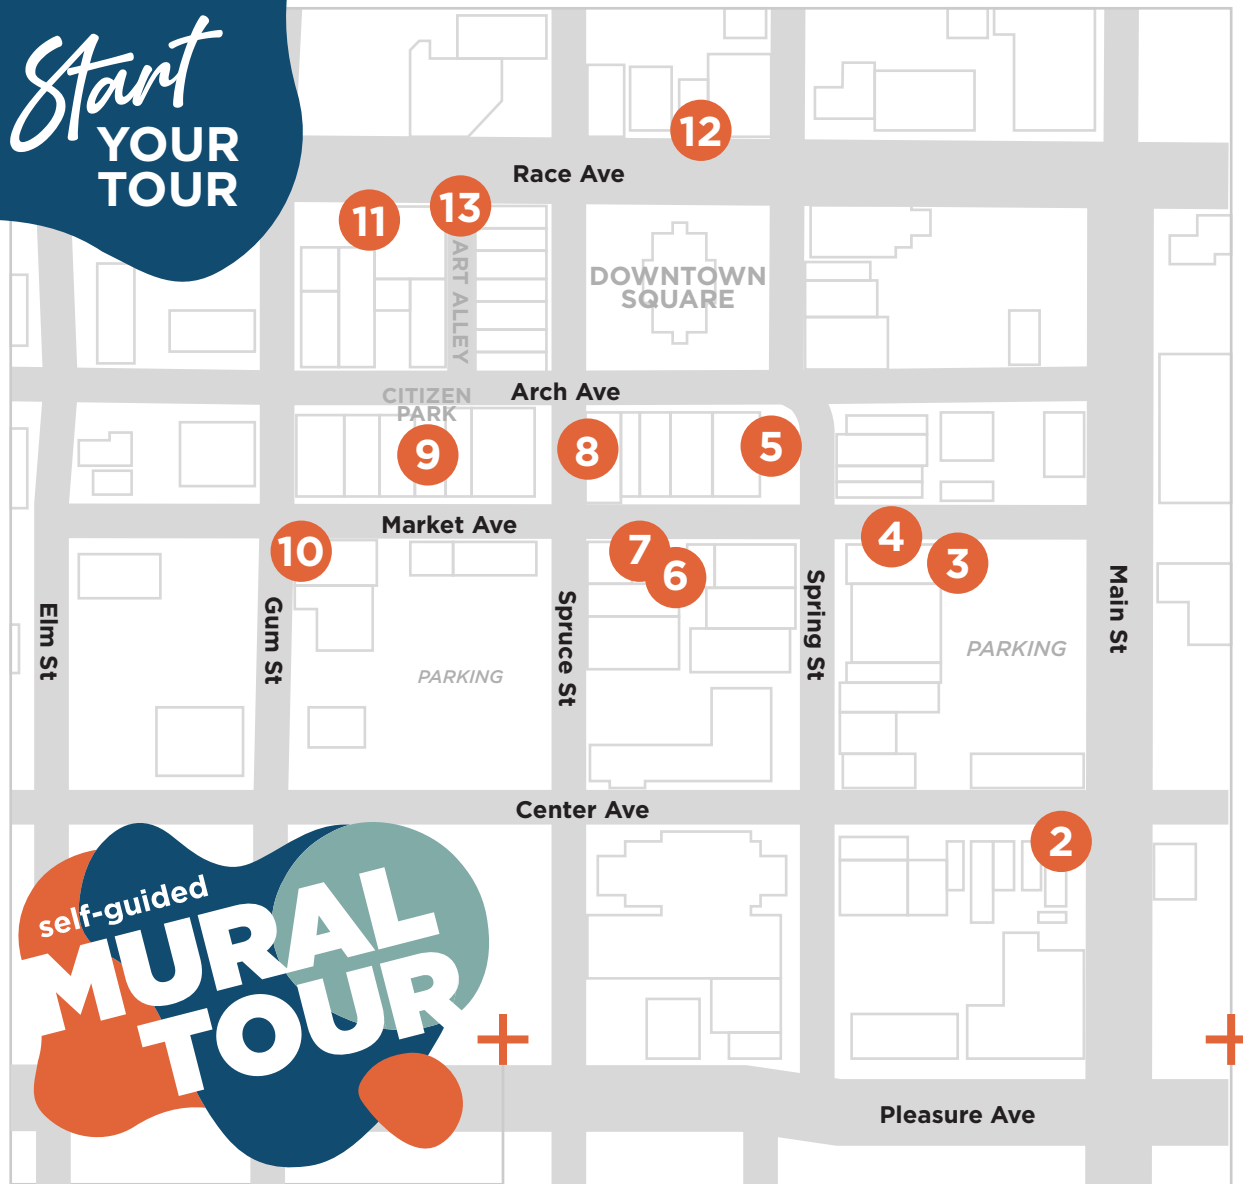 Start
YOUR
TOUR
12
Race Ave
11
13
ART ALLEY
DOWNTOWN
SQUARE
CITIZEN
PARK
Arch Ave
9
8
5
Market Ave
10
7
6
4
3
Elm St
Gum St
Spruce St
Spring St
Main St
PARKING
PARKING
Center Ave
2
self-guided
MURAL
TOUR
Pleasure Ave